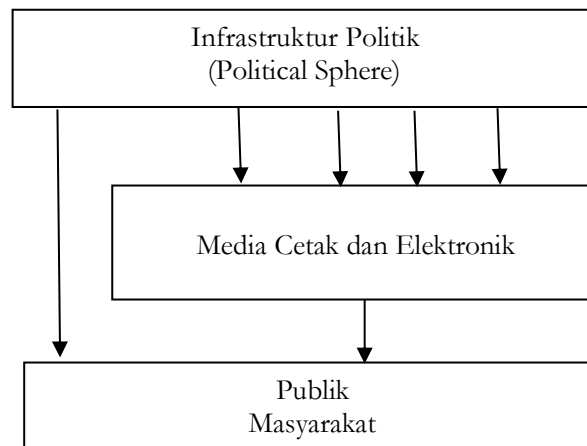 Infrastruktur Politik
(Political Sphere)
Media Cetak dan Elektronik
Publik
Masyarakat